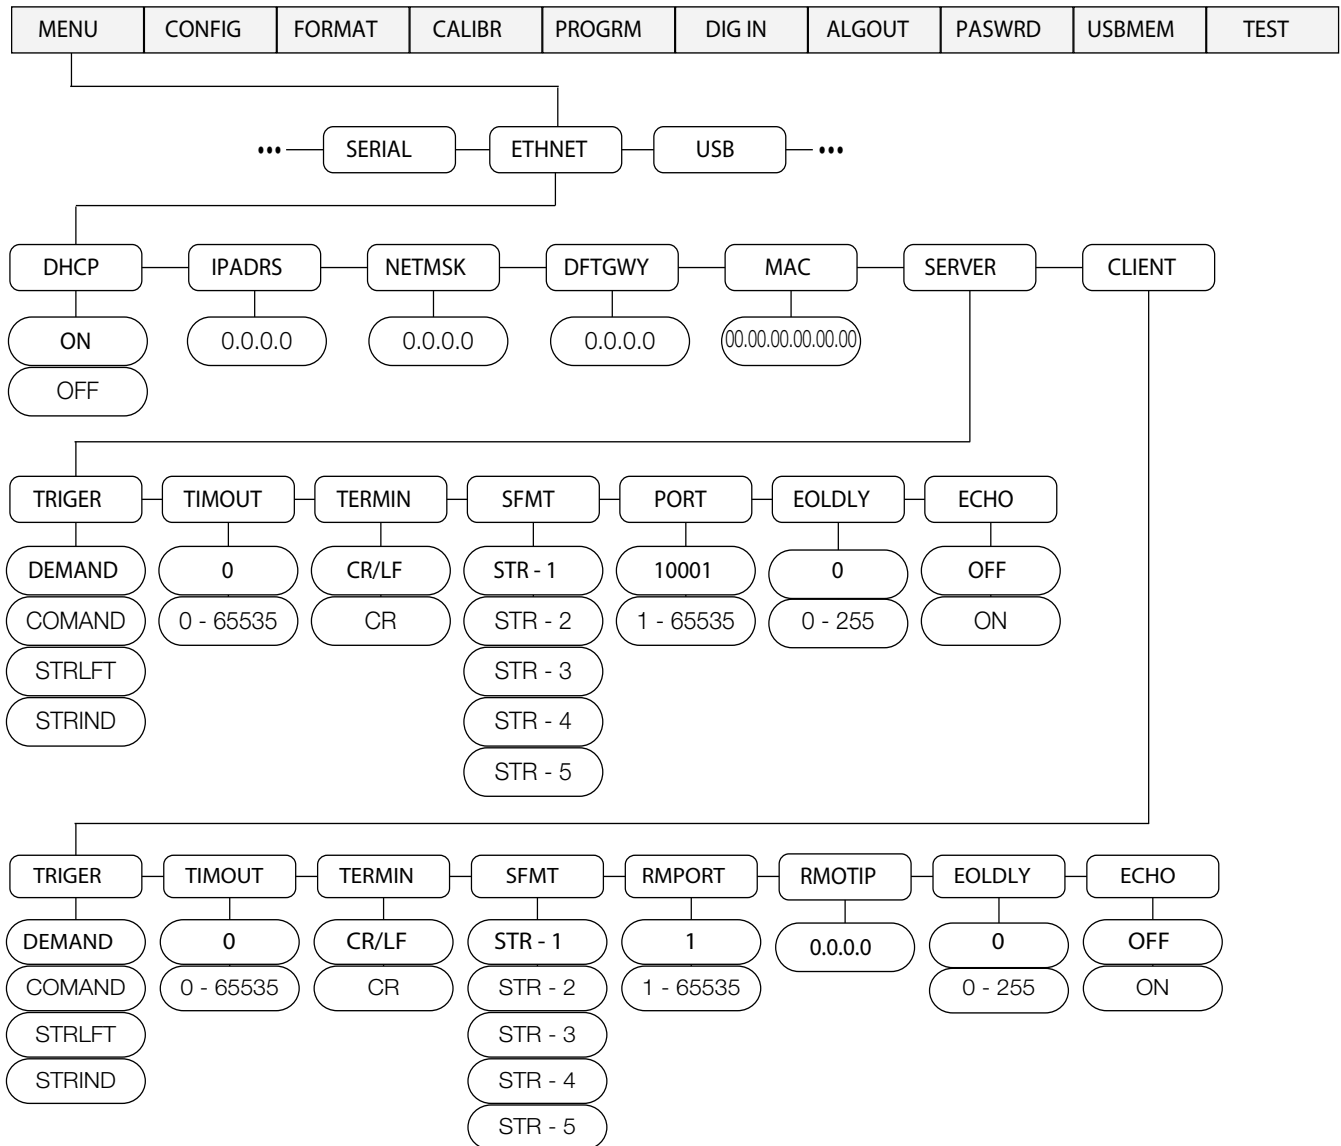 MENU CONFIG FORMAT CALIBR PROGRM DIG IN ALGOUT PASWRD USBMEM TEST
••• SERIAL ETHNET USB •••
DHCP IPADRS NETMSK DFTGWY MAC SERVER CLIENT
ON 0.0.0.0 0.0.0.0 0.0.0.0 00.00.00.00.00.00
OFF
TRIGER TIMOUT TERMIN SFMT PORT EOLDLY ECHO
DEMAND 0 CR/LF STR - 1 10001 0 OFF
COMAND 0 - 65535 CR STR - 2 1 - 65535 0 - 255 ON
STRLFT STR - 3
STRIND STR - 4
STR - 5
TRIGER TIMOUT TERMIN SFMT RMPORT RMOTIP EOLDLY ECHO
DEMAND 0 CR/LF STR - 1 1 0.0.0.0 0 OFF
COMAND 0 - 65535 CR STR - 2 1 - 65535 0 - 255 ON
STRLFT STR - 3
STRIND STR - 4
STR - 5